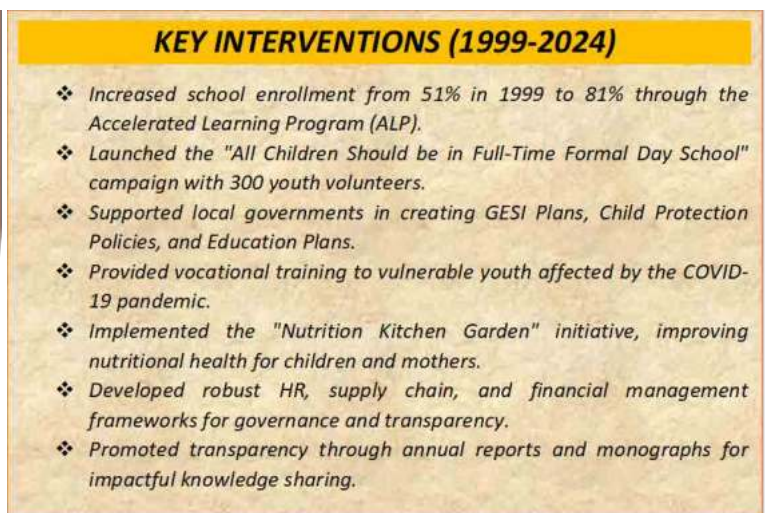 KEY INTERVENTIONS (1999-2024)
❖ Increased school enrollment from 51% in 1999 to 81% through the
Accelerated Learning Program (ALP).
❖ Launched the "All Children Should be in Full-Time Formal Day School"
campaign with 300 youth volunteers.
❖ Supported local governments in creating GESI Plans, Child Protection
Policies, and Education Plans.
❖ Provided vocational training to vulnerable youth affected by the COVID-
19 pandemic.
❖ Implemented the "Nutrition Kitchen Garden" initiative, improving
nutritional health for children and mothers.
❖ Developed robust HR, supply chain, and financial management
frameworks for governance and transparency.
❖ Promoted transparency through annual reports and monographs for
impactful knowledge sharing.